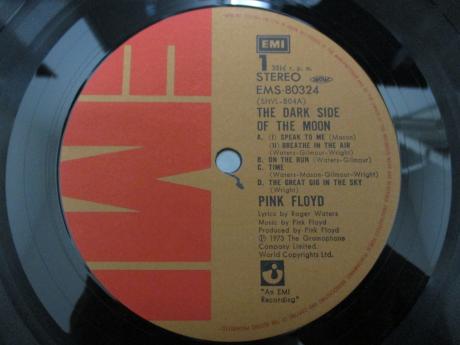 EMI
1
33⅓ r. p. m.
STEREO
EMS-80324
(SHVL-804A)
THE DARK SIDE
OF THE MOON
A. (I) SPEAK TO ME (Mason)
(II) BREATHE IN THE AIR
(Waters-Gilmour-Wright)
B. ON THE RUN (Waters-Gilmour)
C. TIME
(Waters-Mason-Gilmour-Wright)
D. THE GREAT GIG IN THE SKY
(Wright)
PINK FLOYD
Lyrics by Roger Waters
Music by Pink Floyd
Produced by Pink Floyd
Ⓟ 1973 The Gramophone
Company Limited.
World Copyrights Ltd.
"An EMI
Recording"
EMI